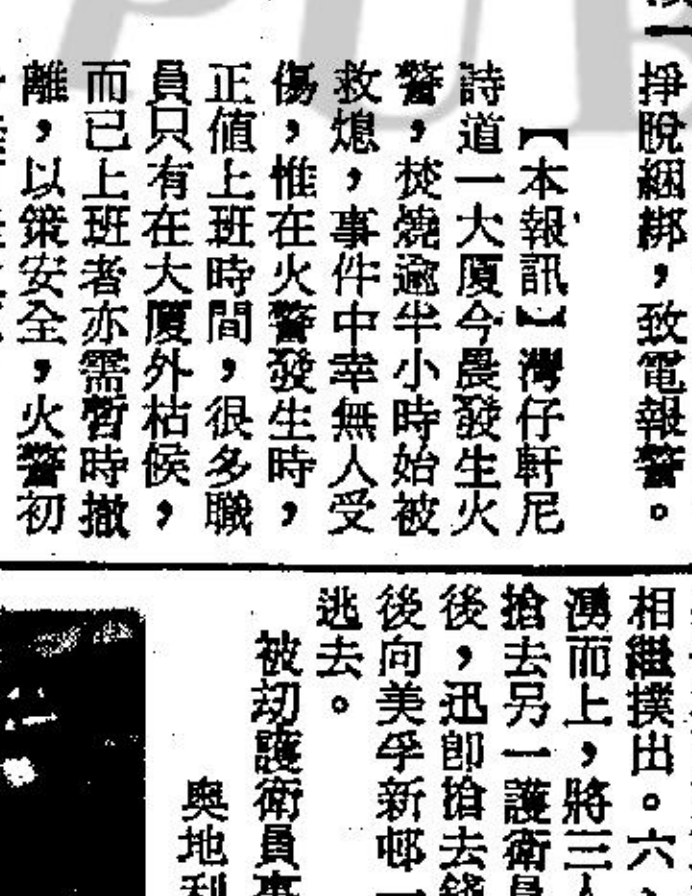 掙脫綑綁，致電報警。
【本報訊】灣仔軒尼
詩道一大廈今晨發生火
警，焚燒逾半小時始被
救熄，事件中幸無人受
傷，惟在火警發生時，
正值上班時間，很多職
員只有在大廈外枯候，
而已上班者亦需暫時撤
離，以策安全，火警初
相繼撲出。六
湧而上，將三人
搶去另一護衛員
後，迅即搶去錢
後向美孚新邨一
逃去。
被刧護衛員事
奧地利